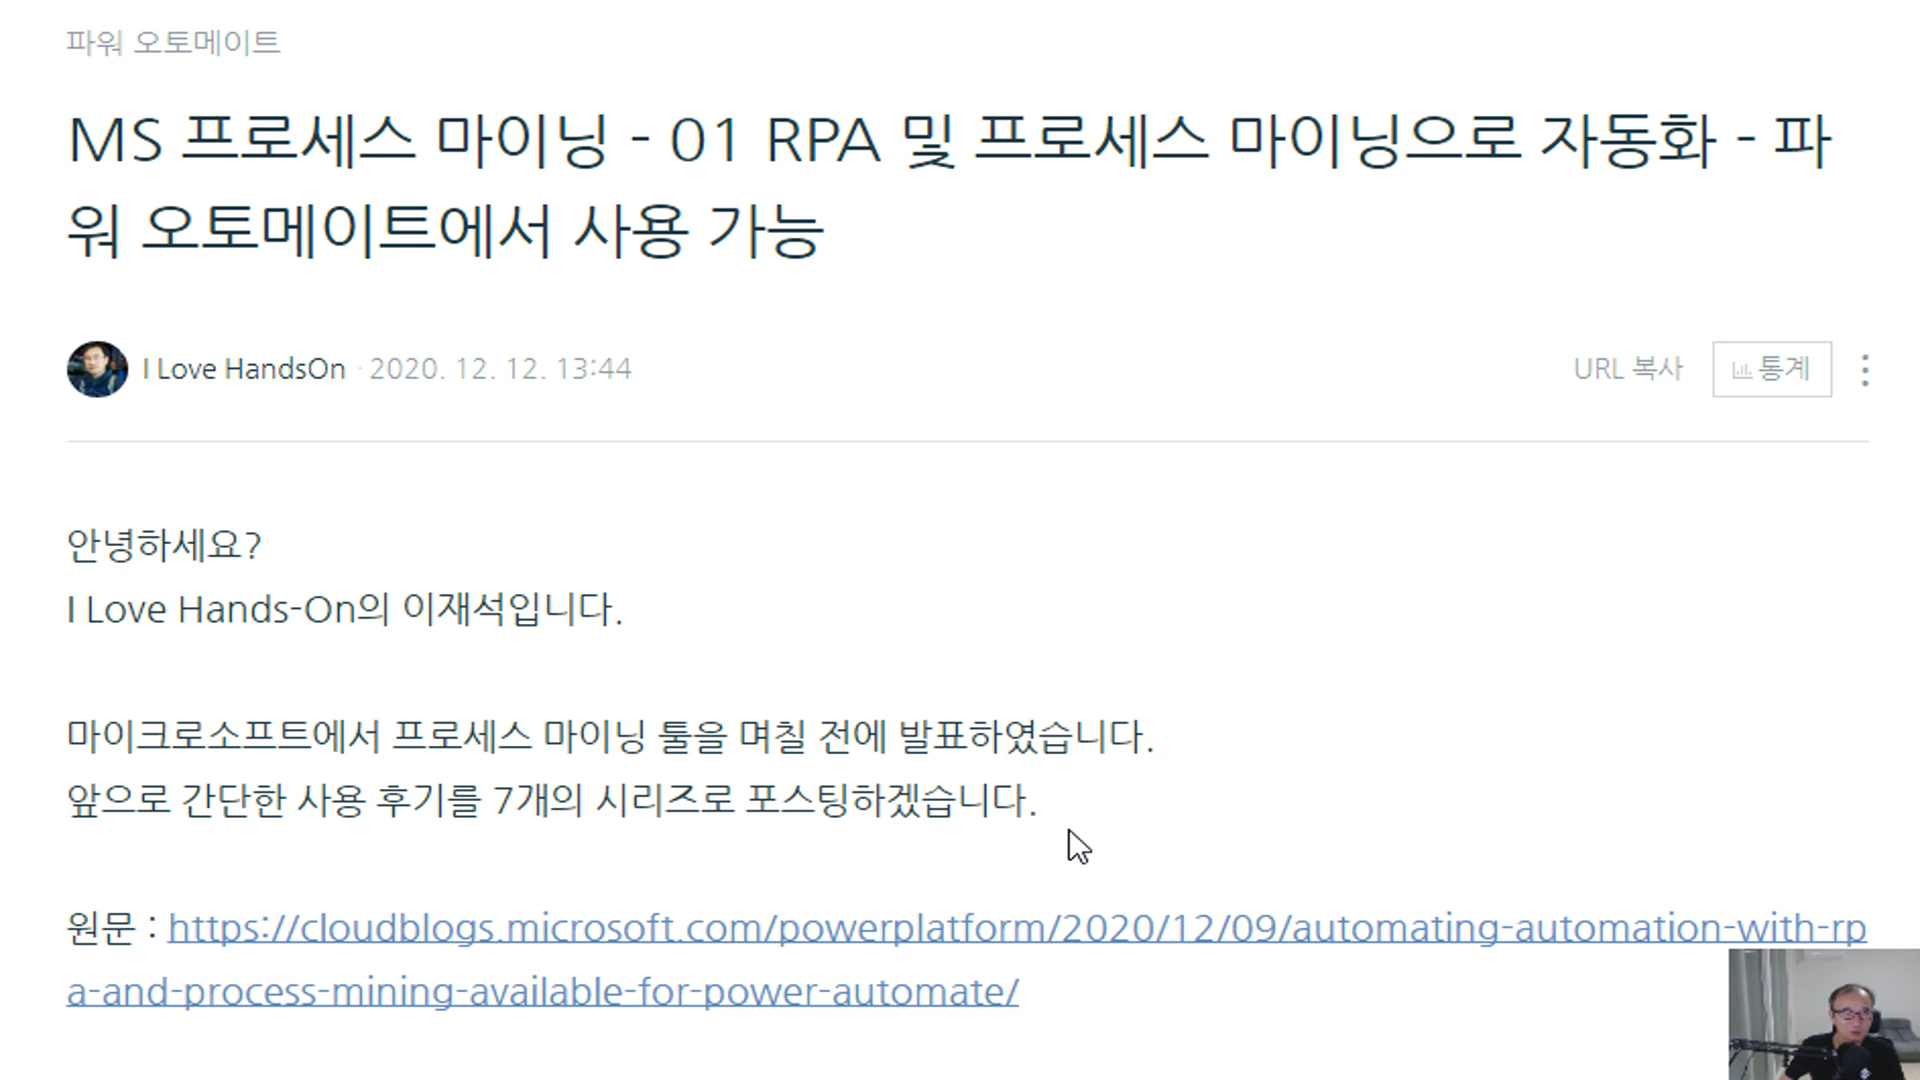 파워 오토메이트
MS 프로세스 마이닝 - 01 RPA 및 프로세스 마이닝으로 자동화 - 파
워 오토메이트에서 사용 가능
I Love HandsOn · 2020. 12. 12. 13:44
URL 복사
통계
안녕하세요?
I Love Hands-On의 이재석입니다.
마이크로소프트에서 프로세스 마이닝 툴을 며칠 전에 발표하였습니다.
앞으로 간단한 사용 후기를 7개의 시리즈로 포스팅하겠습니다.
원문 : https://cloudblogs.microsoft.com/powerplatform/2020/12/09/automating-automation-with-rp
a-and-process-mining-available-for-power-automate/